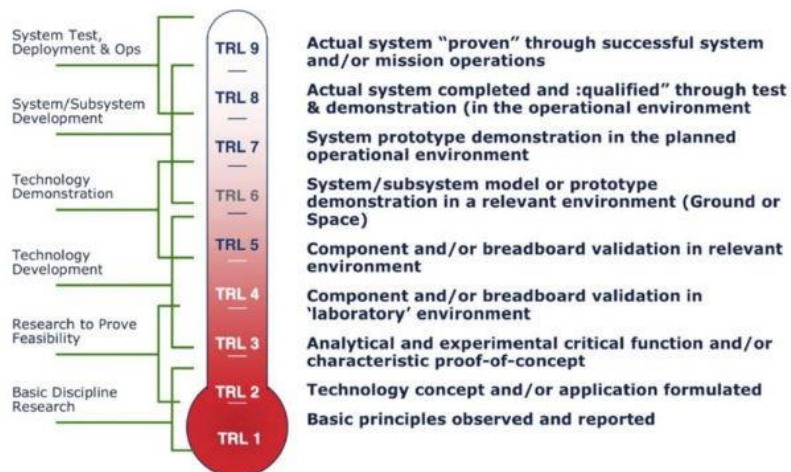 System Test,
Deployment & Ops
System/Subsystem
Development
Technology
Demonstration
Technology
Development
Research to Prove
Feasibility
Basic Discipline
Research
TRL 9
TRL 8
TRL 7
TRL 6
TRL 5
TRL 4
TRL 3
TRL 2
TRL 1
Actual system “proven” through successful system
and/or mission operations
Actual system completed and :qualified” through test
& demonstration (in the operational environment
System prototype demonstration in the planned
operational environment
System/subsystem model or prototype
demonstration in a relevant environment (Ground or
Space)
Component and/or breadboard validation in relevant
environment
Component and/or breadboard validation in
‘laboratory’ environment
Analytical and experimental critical function and/or
characteristic proof-of-concept
Technology concept and/or application formulated
Basic principles observed and reported